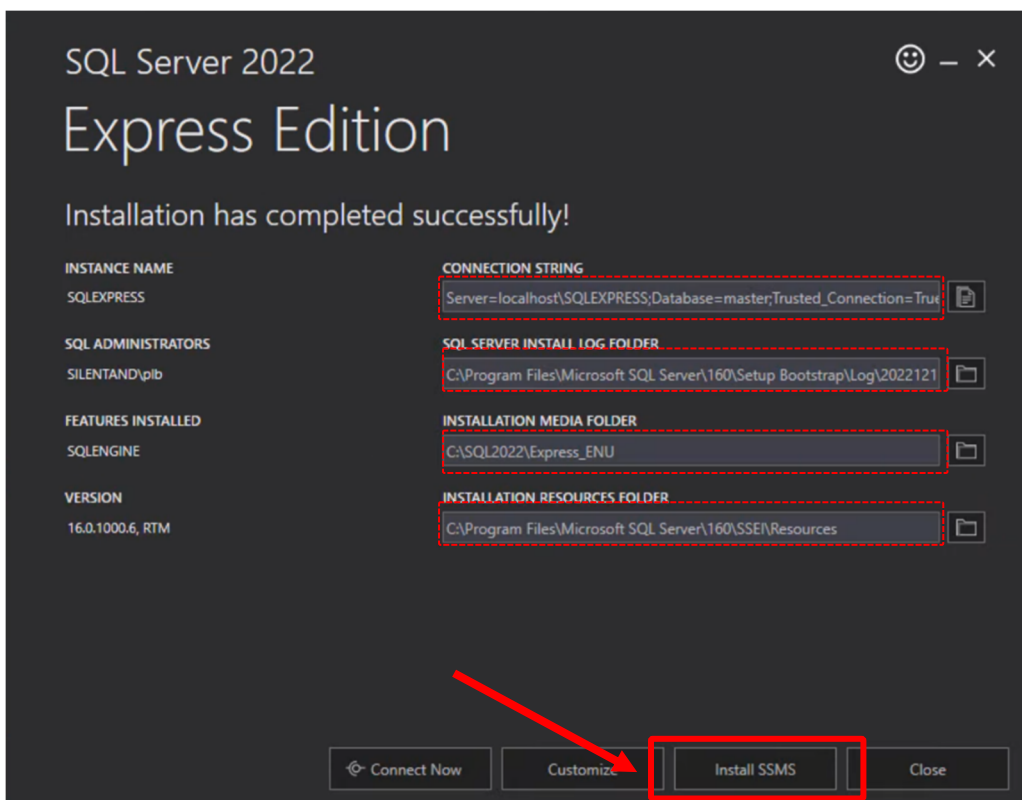 SQL Server 2022
Express Edition
Installation has completed successfully!
INSTANCE NAME
SQLEXPRESS
CONNECTION STRING
Server=localhost\SQLEXPRESS;Database=master;Trusted_Connection=True
SQL ADMINISTRATORS
SILENTAND\plb
SQL SERVER INSTALL LOG FOLDER
C:\Program Files\Microsoft SQL Server\160\Setup Bootstrap\Log\2022121
FEATURES INSTALLED
SQLENGINE
INSTALLATION MEDIA FOLDER
C:\SQL2022\Express_ENU
VERSION
16.0.1000.6, RTM
INSTALLATION RESOURCES FOLDER
C:\Program Files\Microsoft SQL Server\160\SSEI\Resources
Connect Now
Customize
Install SSMS
Close